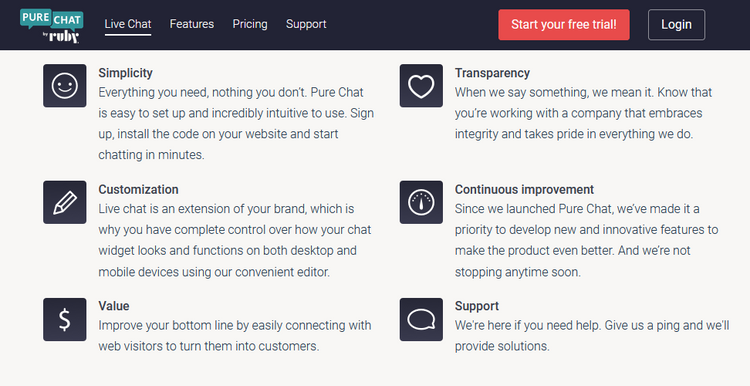 PURE CHAT
by ruby
Live Chat
Features
Pricing
Support
Start your free trial!
Login
Simplicity
Everything you need, nothing you don't. Pure Chat
is easy to set up and incredibly intuitive to use. Sign
up, install the code on your website and start
chatting in minutes.
Transparency
When we say something, we mean it. Know that
you're working with a company that embraces
integrity and takes pride in everything we do.
Customization
Live chat is an extension of your brand, which is
why you have complete control over how your chat
widget looks and functions on both desktop and
mobile devices using our convenient editor.
Continuous improvement
Since we launched Pure Chat, we've made it a
priority to develop new and innovative features to
make the product even better. And we're not
stopping anytime soon.
$
Value
Improve your bottom line by easily connecting with
web visitors to turn them into customers.
Support
We're here if you need help. Give us a ping and we'll
provide solutions.